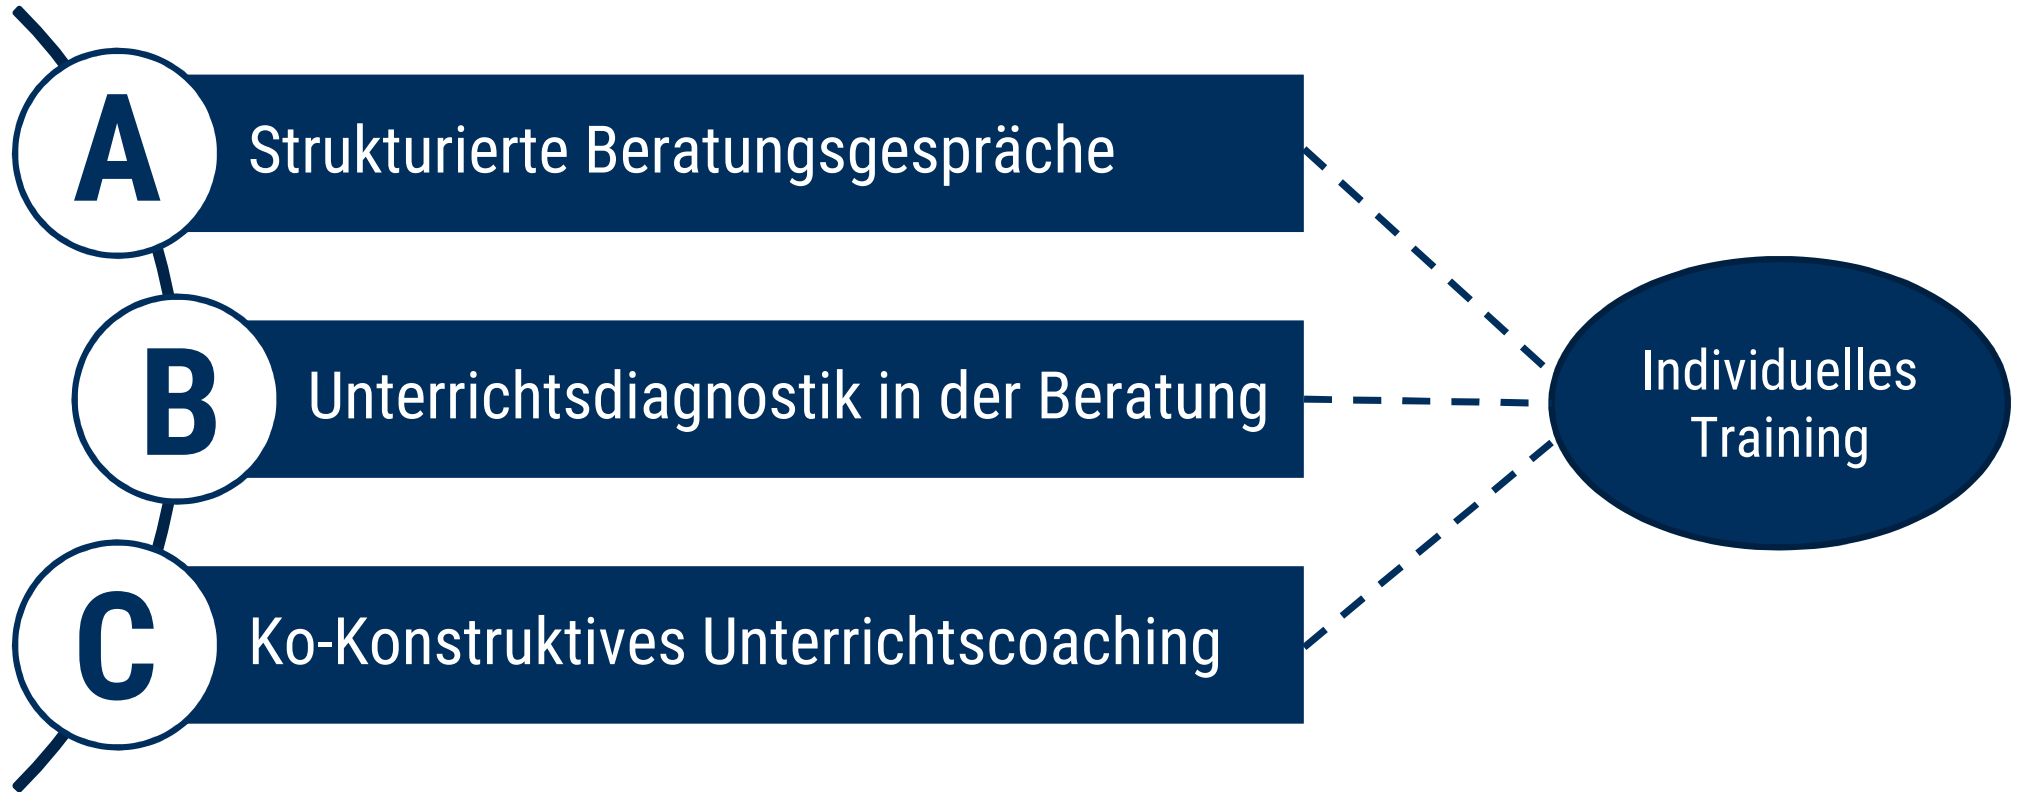 A
Strukturierte Beratungsgespräche
B
Unterrichtsdiagnostik in der Beratung
C
Ko-Konstruktives Unterrichtscoaching
Individuelles
Training